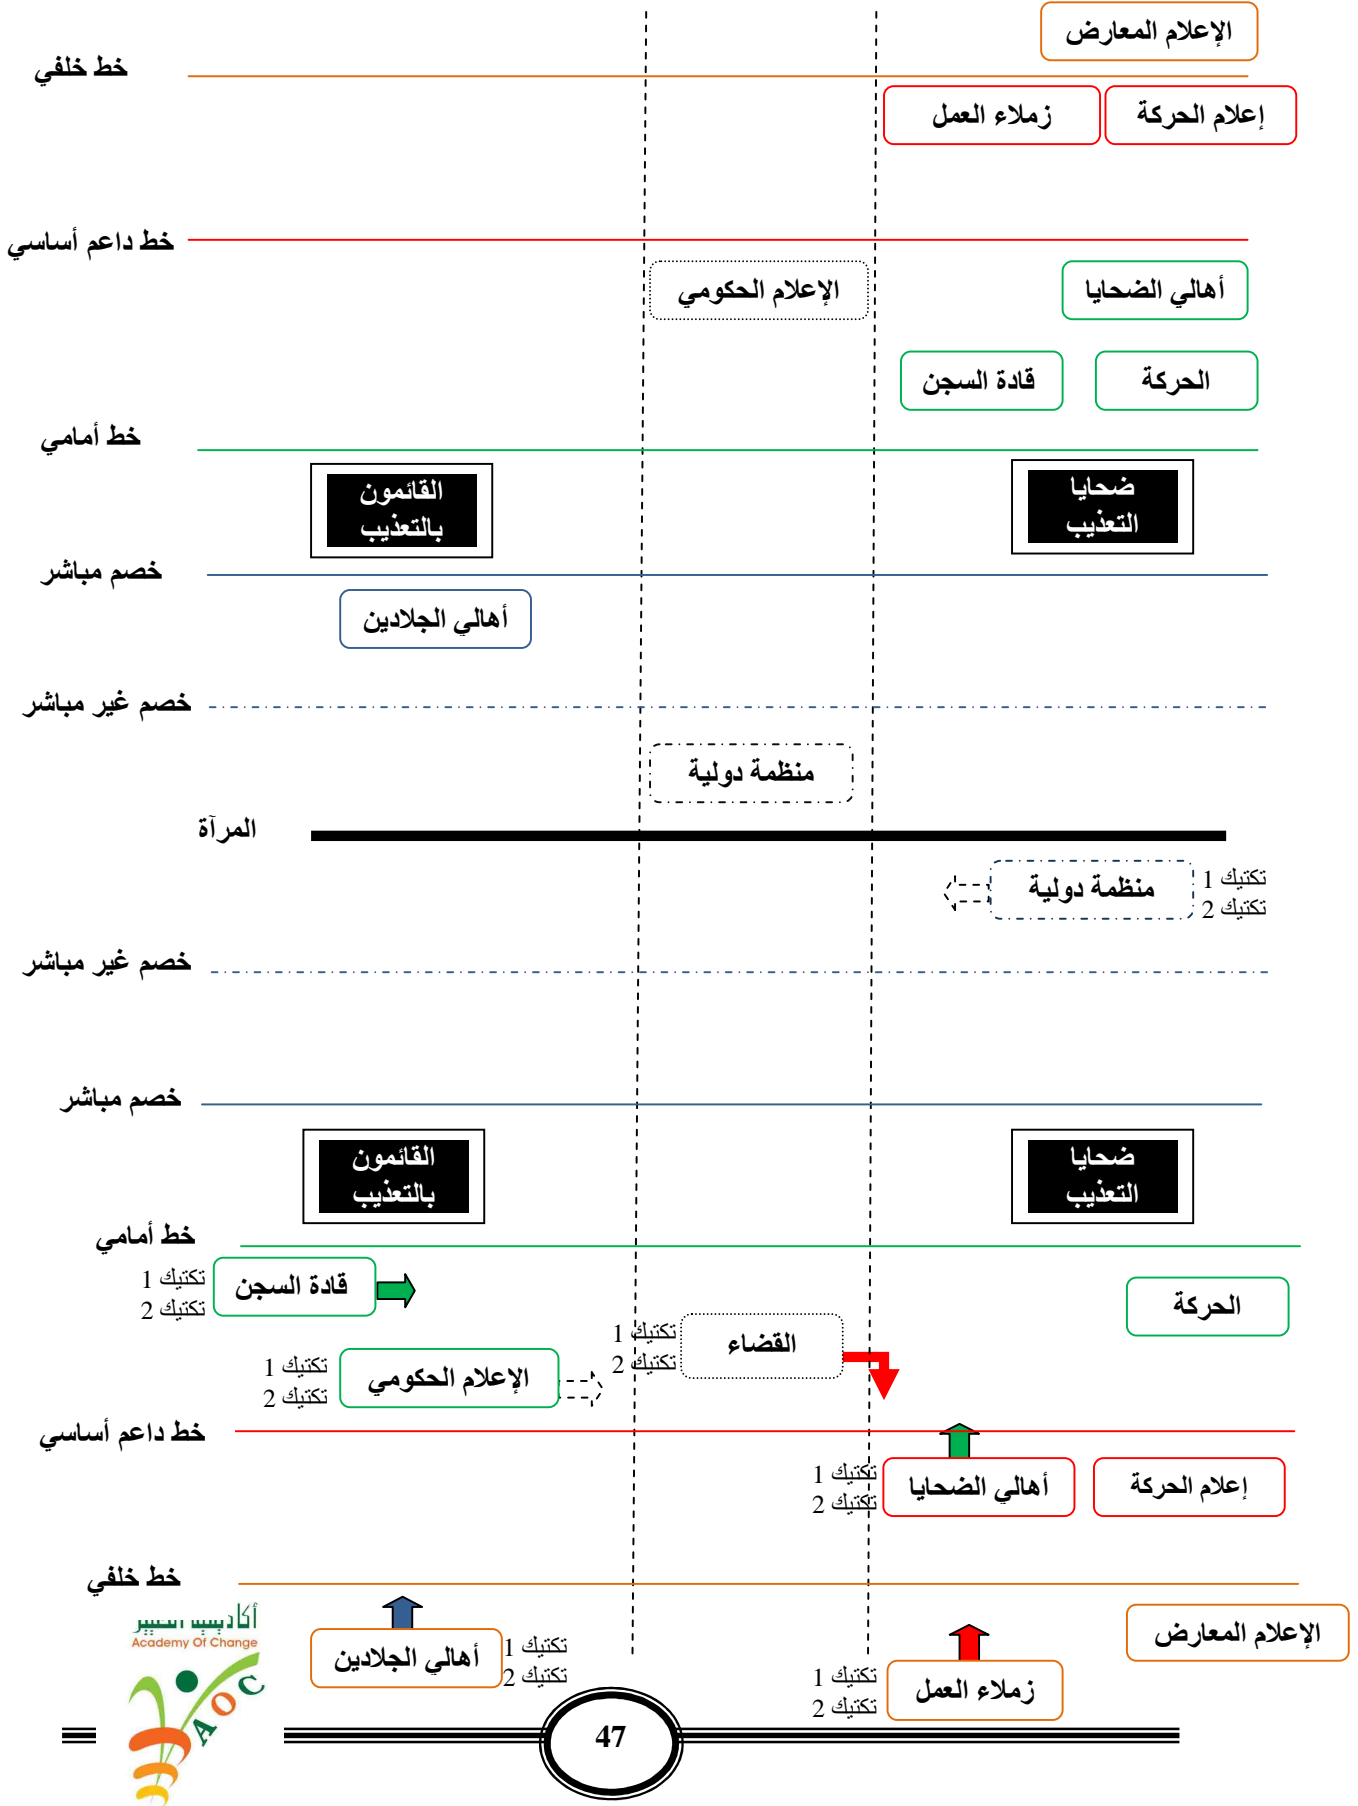 الإعلام المعارض
خط خلفي
إعلام الحركة
زملاء العمل
خط داعم أساسي
أهالي الضحايا
الإعلام الحكومي
الحركة
قادة السجن
خط أمامي
ضحايا
التعذيب
القائمون
بالتعذيب
خصم مباشر
أهالي الجلادين
خصم غير مباشر
منظمة دولية
المرآة
تكتيك 1
تكتيك 2
منظمة دولية
خصم غير مباشر
خصم مباشر
ضحايا
التعذيب
القائمون
بالتعذيب
خط أمامي
الحركة
قادة السجن
تكتيك 1
تكتيك 2
القضاء
تكتيك 1
تكتيك 2
الإعلام الحكومي
تكتيك 1
تكتيك 2
خط داعم أساسي
إعلام الحركة
أهالي الضحايا
تكتيك 1
تكتيك 2
خط خلفي
الإعلام المعارض
زملاء العمل
تكتيك 1
تكتيك 2
تكتيك 1
تكتيك 2
أهالي الجلادين
أكاديمية التغيير
Academy Of Change
AOC
47